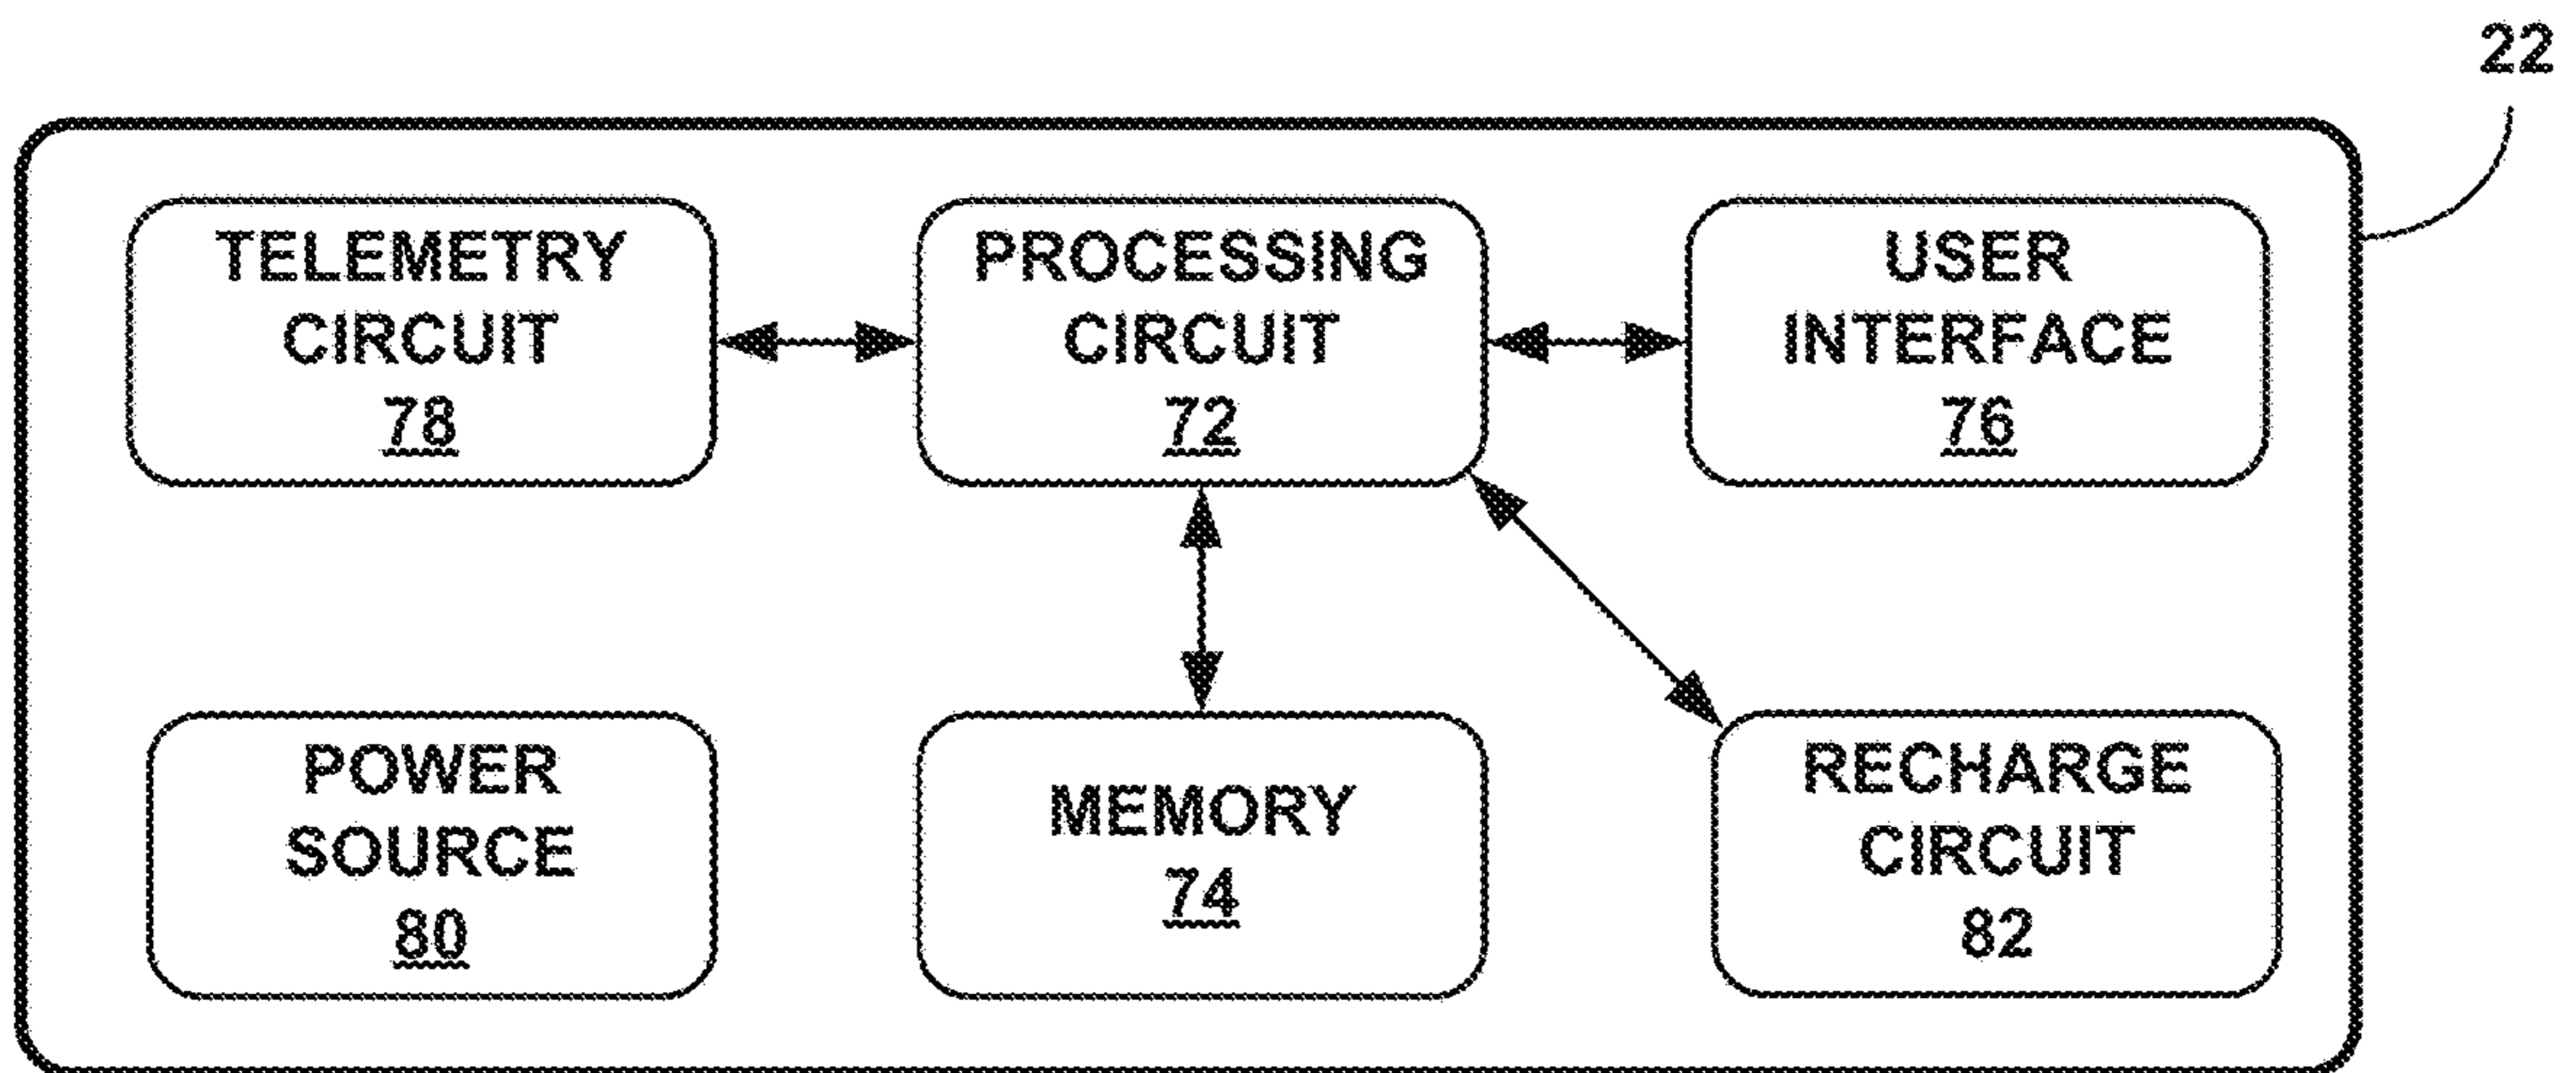 22
TELEMETRY
CIRCUIT
78
PROCESSING
CIRCUIT
72
USER
INTERFACE
76
POWER
SOURCE
80
MEMORY
74
RECHARGE
CIRCUIT
82